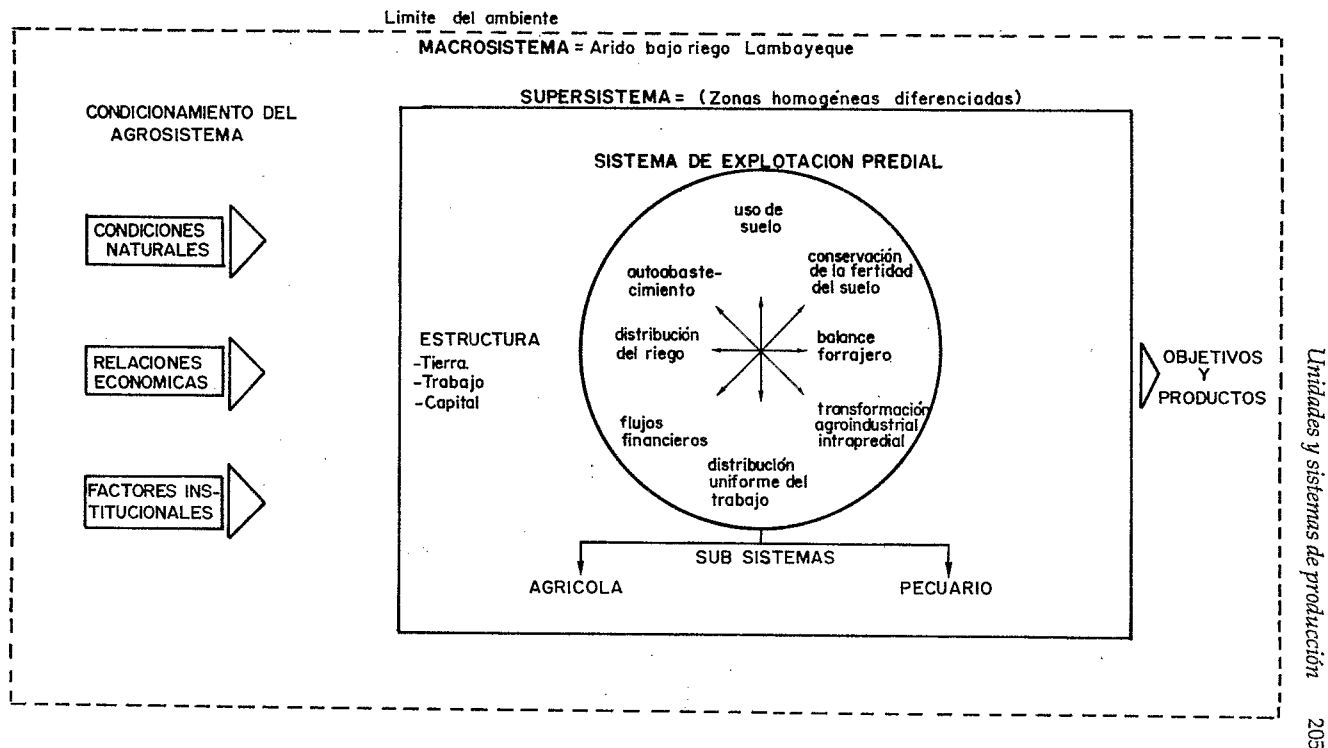 Limite del ambiente
MACROSISTEMA = Arido bajo riego Lambayeque
SUPERSISTEMA = (Zonas homogéneas diferenciadas)
CONDICIONAMIENTO DEL
AGROSISTEMA
CONDICIONES
NATURALES
RELACIONES
ECONOMICAS
FACTORES INS-
TITUCIONALES
ESTRUCTURA
-Tierra.
-Trabajo
-Capital
SISTEMA DE EXPLOTACION PREDIAL
uso de
suelo
autoabaste-
cimiento
conservación
de la fertidad
del suelo
distribución
del riego
balance
forrajero
flujos
financieros
transformación
agroindustrial
intrapredial
distribución
uniforme del
trabajo
SUB SISTEMAS
AGRICOLA
PECUARIO
OBJETIVOS
Y
PRODUCTOS
Unidades y sistemas de producción 205